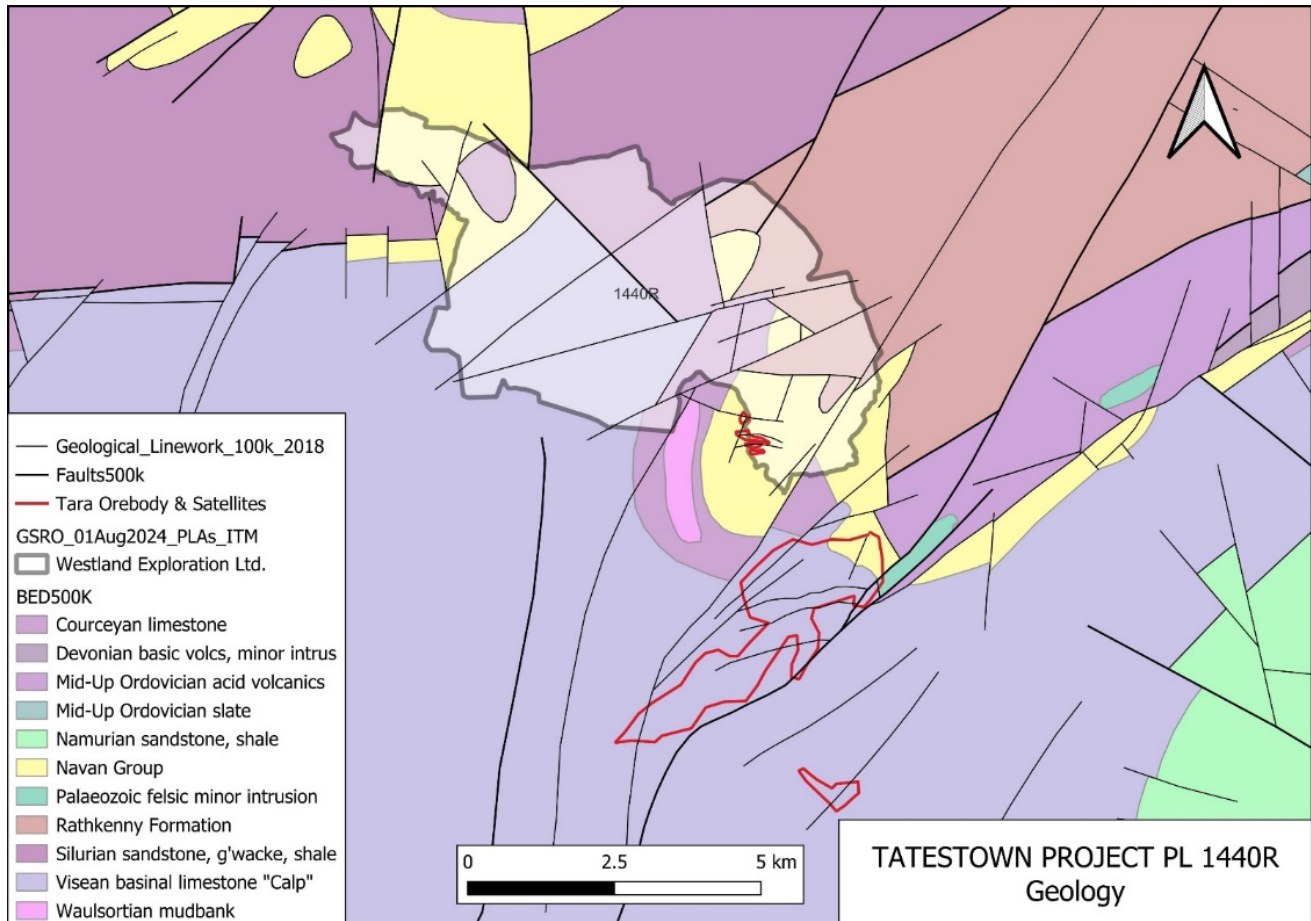 1440R
Geological_Linework_100k_2018
Faults500k
Tara Orebody & Satellites
GSRO_01Aug2024_PLAs_ITM
Westland Exploration Ltd.
BED500K
Courceyan limestone
Devonian basic volcs, minor intrus
Mid-Up Ordovician acid volcanics
Mid-Up Ordovician slate
Namurian sandstone, shale
Navan Group
Palaeozoic felsic minor intrusion
Rathkenny Formation
Silurian sandstone, g'wacke, shale
Visean basinal limestone "Calp"
Waulsortian mudbank
0 2.5 5 km
TATESTOWN PROJECT PL 1440R
Geology